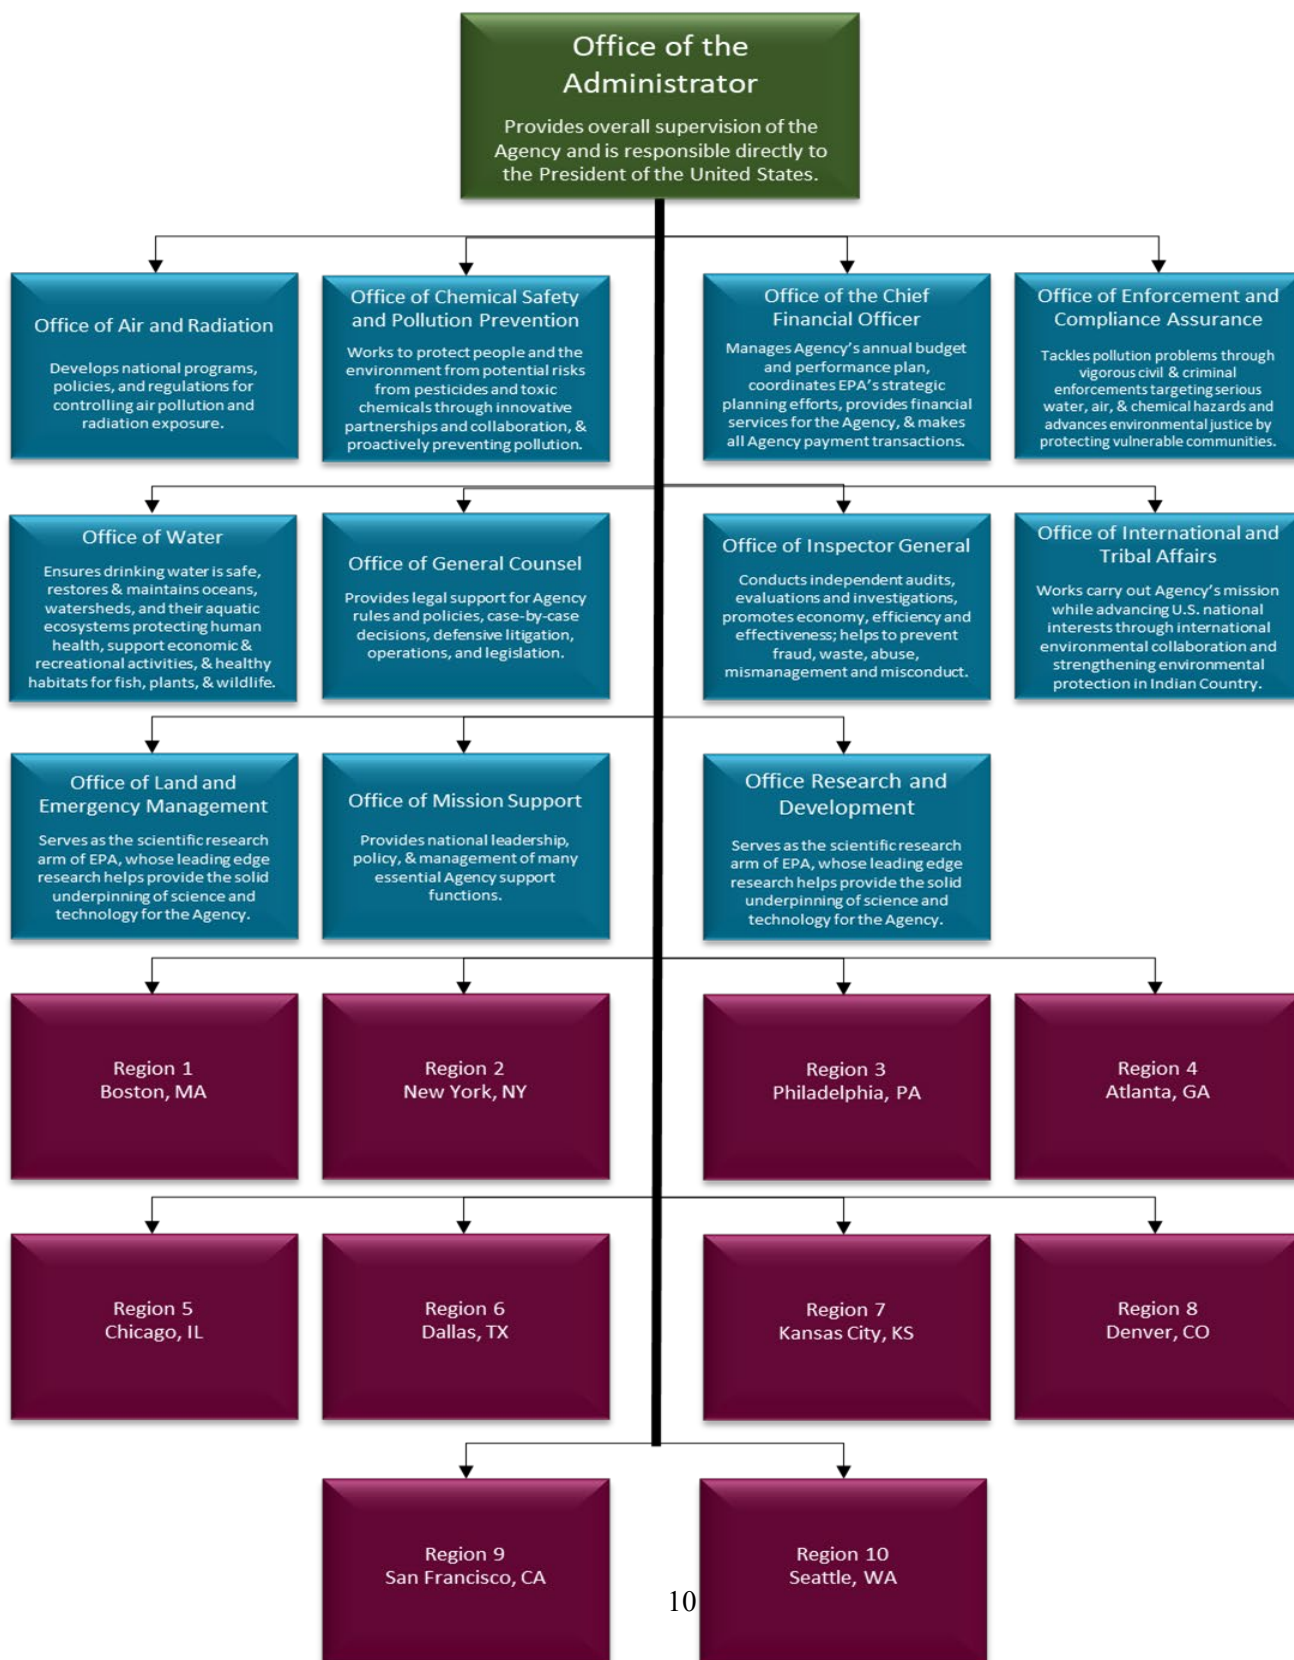 Office of the
Administrator
Provides overall supervision of the
Agency and is responsible directly to
the President of the United States.
Office of Air and Radiation
Develops national programs,
policies, and regulations for
controlling air pollution and
radiation exposure.
Office of Chemical Safety
and Pollution Prevention
Works to protect people and the
environment from potential risks
from pesticides and toxic
chemicals through innovative
partnerships and collaboration, &
proactively preventing pollution.
Office of the Chief
Financial Officer
Manages Agency's annual budget
and performance plan,
coordinates EPA's strategic
planning efforts, provides financial
services for the Agency, & makes
all Agency payment transactions.
Office of Enforcement and
Compliance Assurance
Tackles pollution problems through
vigorous civil & criminal
enforcements targeting serious
water, air, & chemical hazards and
advances environmental justice by
protecting vulnerable communities.
Office of Water
Ensures drinking water is safe,
restores & maintains oceans,
watersheds, and their aquatic
ecosystems protecting human
health, support economic &
recreational activities, & healthy
habitats for fish, plants, & wildlife.
Office of General Counsel
Provides legal support for Agency
rules and policies, case-by-case
decisions, defensive litigation,
operations, and legislation.
Office of Inspector General
Conducts independent audits,
evaluations and investigations,
promotes economy, efficiency and
effectiveness; helps to prevent
fraud, waste, abuse,
mismanagement and misconduct.
Office of International and
Tribal Affairs
Works carry out Agency's mission
while advancing U.S. national
interests through international
environmental collaboration and
strengthening environmental
protection in Indian Country.
Office of Land and
Emergency Management
Serves as the scientific research
arm of EPA, whose leading edge
research helps provide the solid
underpinning of science and
technology for the Agency.
Office of Mission Support
Provides national leadership,
policy, & management of many
essential Agency support
functions.
Office Research and
Development
Serves as the scientific research
arm of EPA, whose leading edge
research helps provide the solid
underpinning of science and
technology for the Agency.
Region 1
Boston, MA
Region 2
New York, NY
Region 3
Philadelphia, PA
Region 4
Atlanta, GA
Region 5
Chicago, IL
Region 6
Dallas, TX
Region 7
Kansas City, KS
Region 8
Denver, CO
Region 9
San Francisco, CA
Region 10
Seattle, WA
10